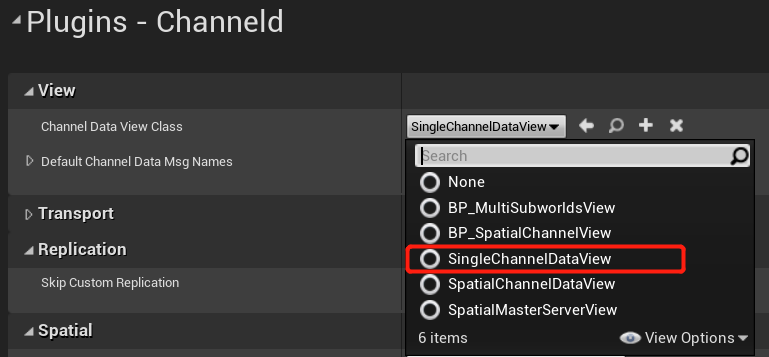 Plugins - Channeld
View
Channel Data View Class
SingleChannelDataView
Search
Default Channel Data Msg Names
None
BP_MultiSubworldsView
Transport
BP_SpatialChannelView
Replication
SingleChannelDataView
Skip Custom Replication
SpatialChannelDataView
SpatialMasterServerView
Spatial
6 items
View Options